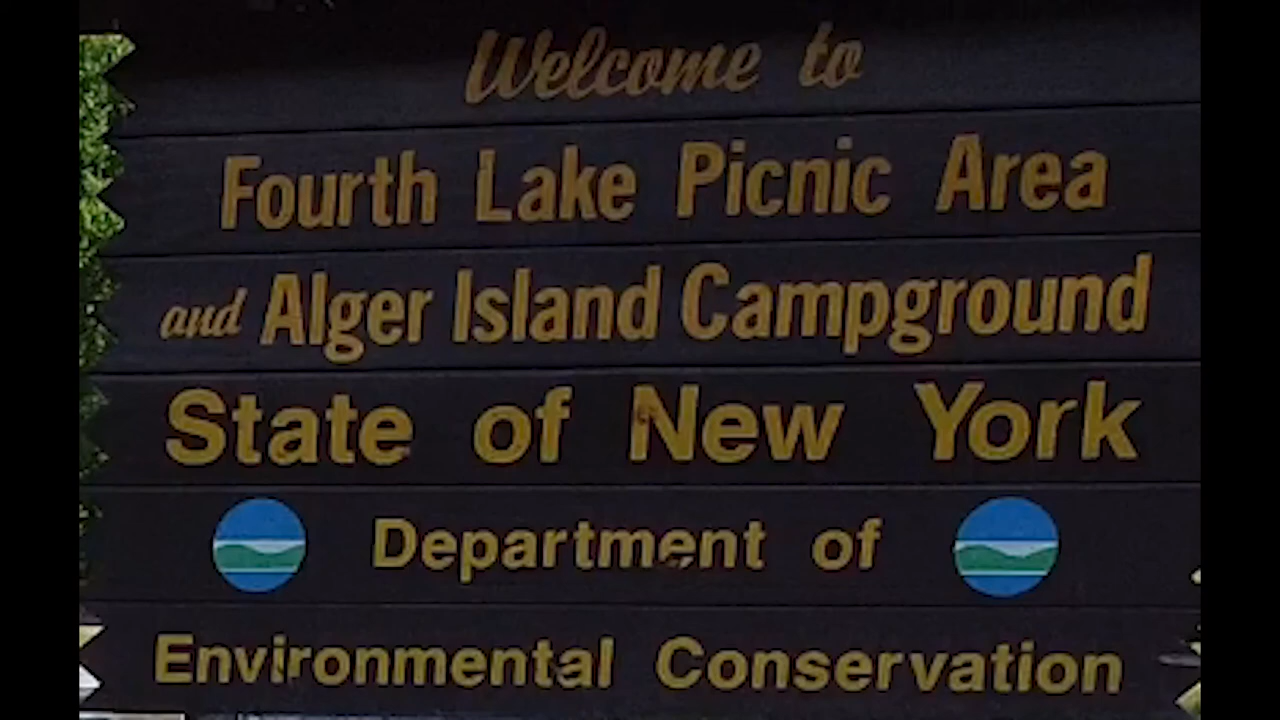 Welcome to
Fourth Lake Picnic Area
and Alger Island Campground
State of New York
Department of
Environmental Conservation